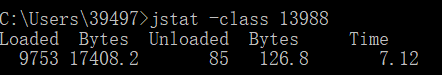 C:\Users\39497>jstat -class 13988
Loaded  Bytes  Unloaded  Bytes     Time
  9753 17408.2       85   126.8       7.12